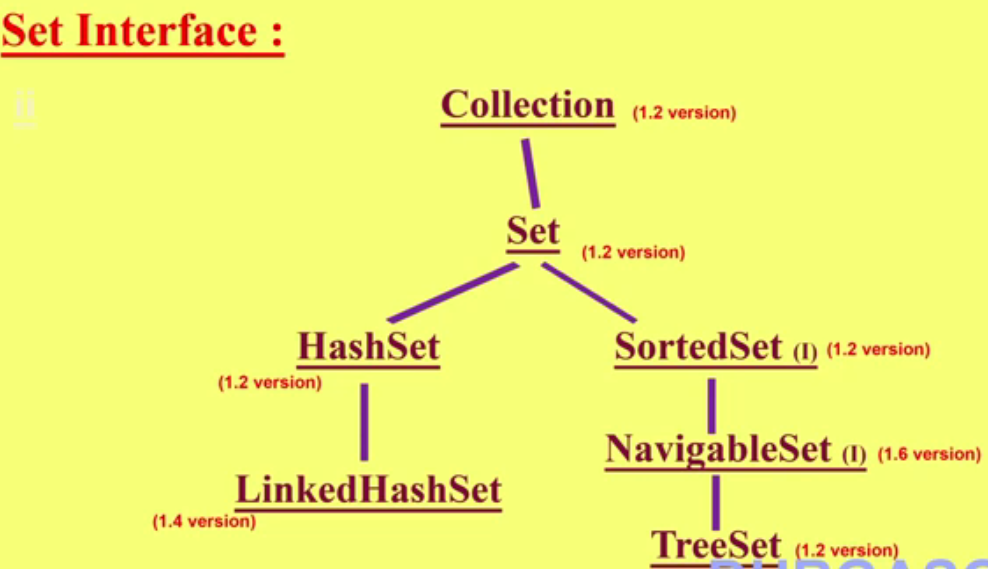 Set Interface :
ii
Collection (1.2 version)
Set (1.2 version)
HashSet (1.2 version)
SortedSet (I) (1.2 version)
NavigableSet (I) (1.6 version)
LinkedHashSet (1.4 version)
TreeSet (1.2 version)